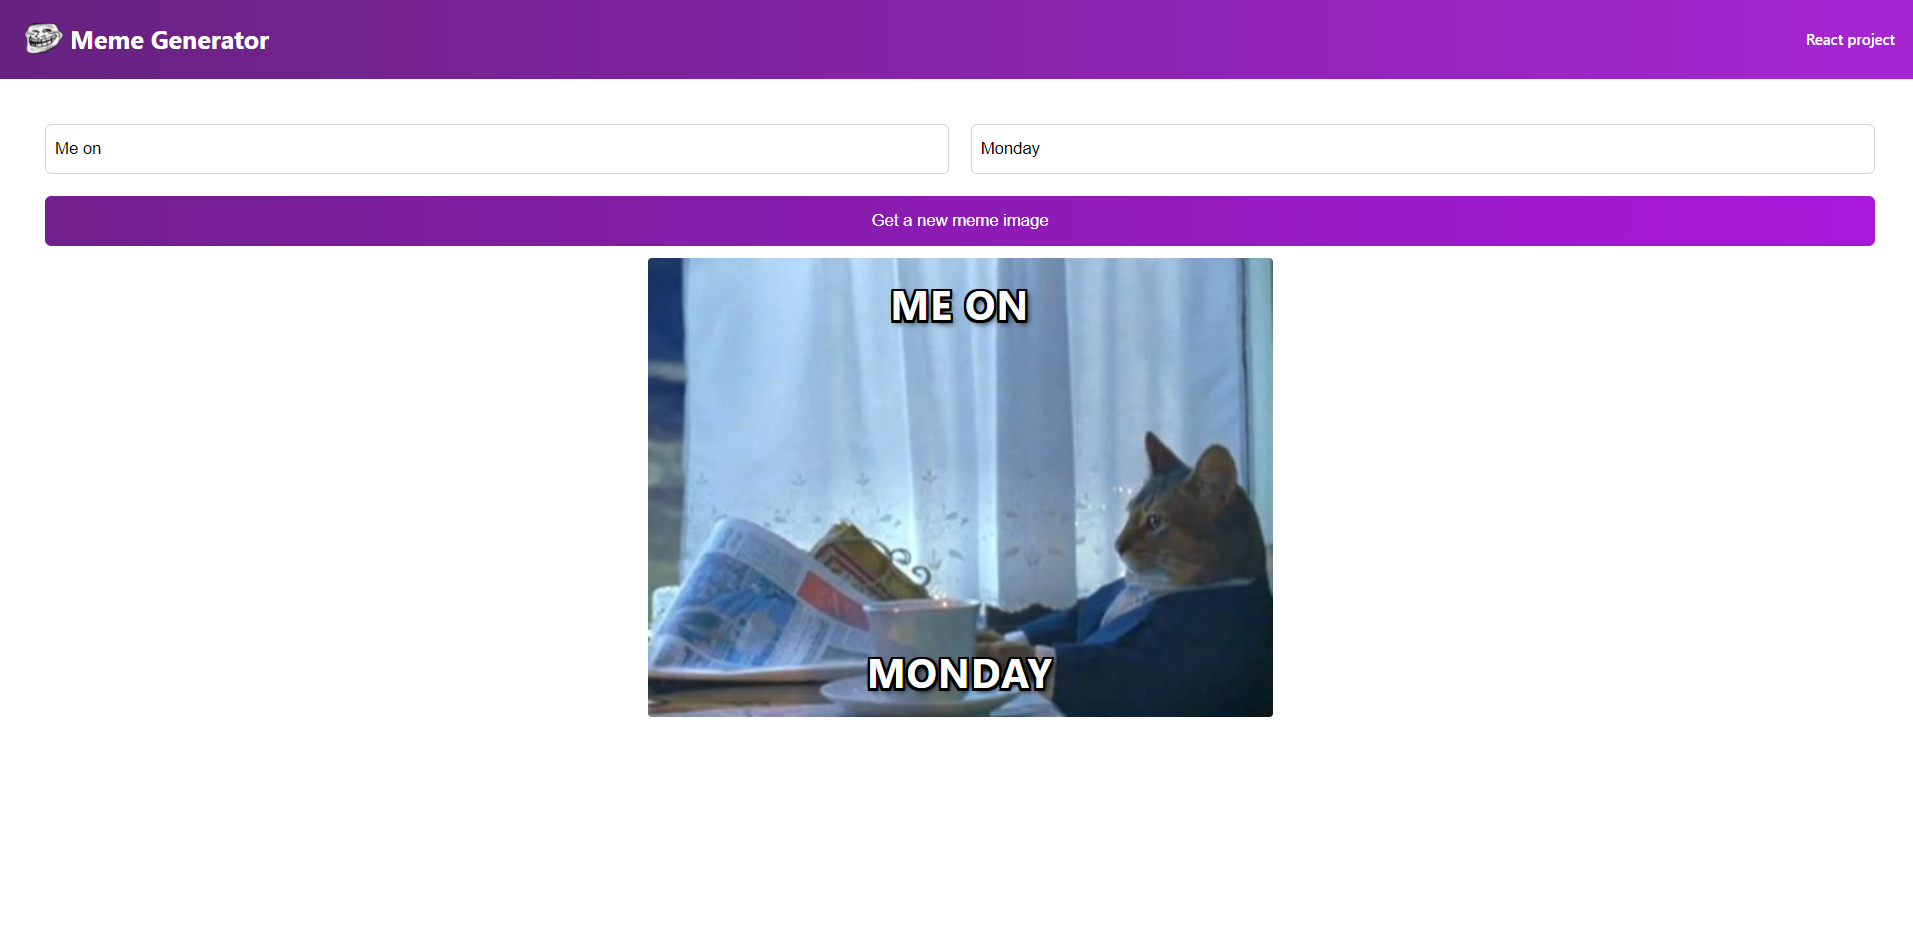 Meme Generator
React project
Me on
Monday
Get a new meme image
ME ON
MONDAY